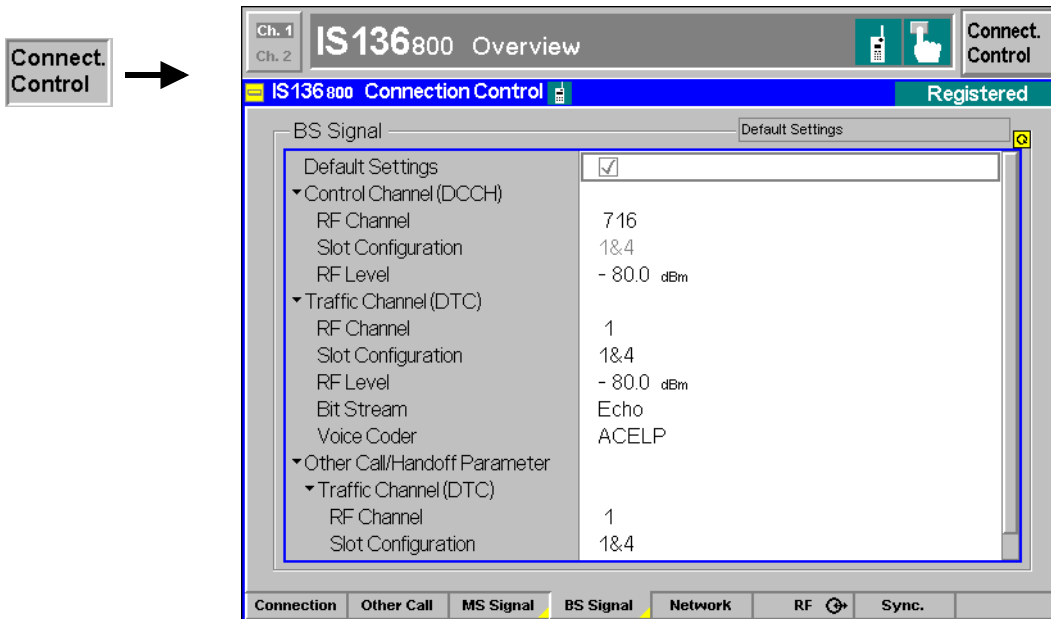 Connect.
Control
Ch. 1
Ch. 2
IS136 800 Overview
Connect.
Control
IS136 800 Connection Control
Registered
BS Signal
Default Settings
Default Settings
Control Channel (DCCH)
RF Channel 716
Slot Configuration 1&4
RF Level - 80.0 dBm
Traffic Channel (DTC)
RF Channel 1
Slot Configuration 1&4
RF Level - 80.0 dBm
Bit Stream Echo
Voice Coder ACELP
Other Call/Handoff Parameter
Traffic Channel (DTC)
RF Channel 1
Slot Configuration 1&4
Connection Other Call MS Signal BS Signal Network RF Sync.